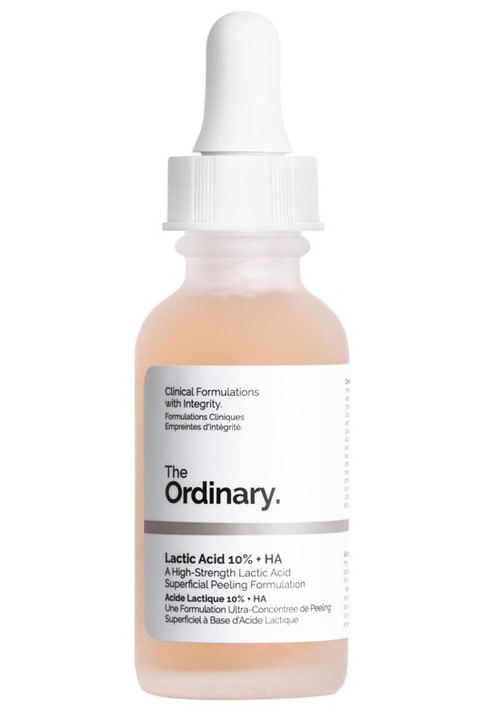 Clinical Formulations
with Integrity.
Formulations Cliniques
Empreintes d'Intégrité.
The
Ordinary.
Lactic Acid 10% + HA
A High-Strength Lactic Acid
Superficial Peeling Formulation
Acide Lactique 10% + HA
Une Formulation Ultra-Concentrée de Peeling
Superficiel à Base d'Acide Lactique